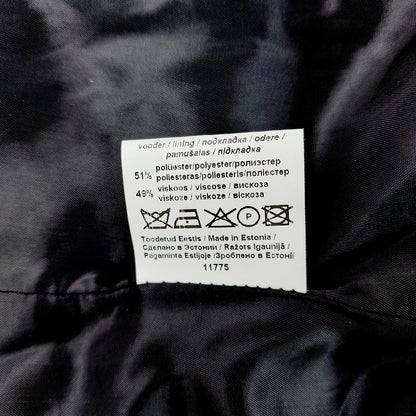 vooder / lining / подкладка / odere /
pamušalas / підкладка
51% polüester/polyester/полиэстер
poliesteras/poliesteris/поліестер
49% viskoos / viscose / вискоза
viskozė / viskoze / віскоза
P
Toodetud Eestis / Made in Estonia /
Сделано в Эстонии / Ražots Igaunijā /
Pagaminta Estijoje / Зроблено в Естонії
11775